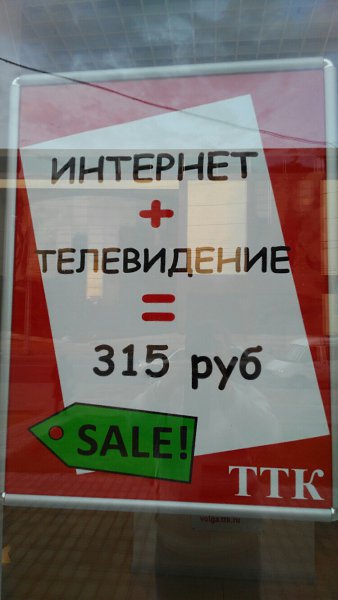 ИНТЕРНЕТ
+
ТЕЛЕВИДЕНИЕ
=
315 руб
SALE!
ТТК
volga.ttk.ru